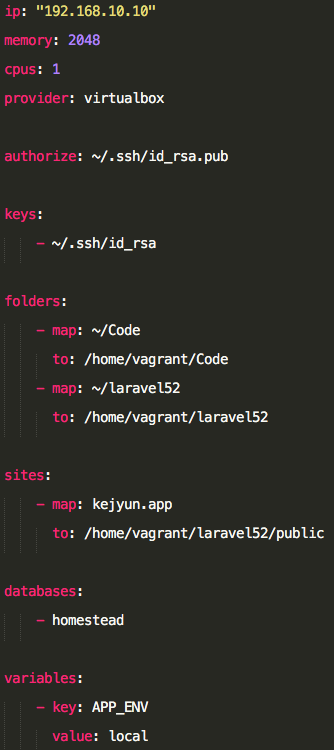 ip: "192.168.10.10"
memory: 2048
cpus: 1
provider: virtualbox
authorize: ~/.ssh/id_rsa.pub
keys:
    - ~/.ssh/id_rsa
folders:
    - map: ~/Code
      to: /home/vagrant/Code
    - map: ~/laravel52
      to: /home/vagrant/laravel52
sites:
    - map: kejyun.app
      to: /home/vagrant/laravel52/public
databases:
    - homestead
variables:
    - key: APP_ENV
      value: local